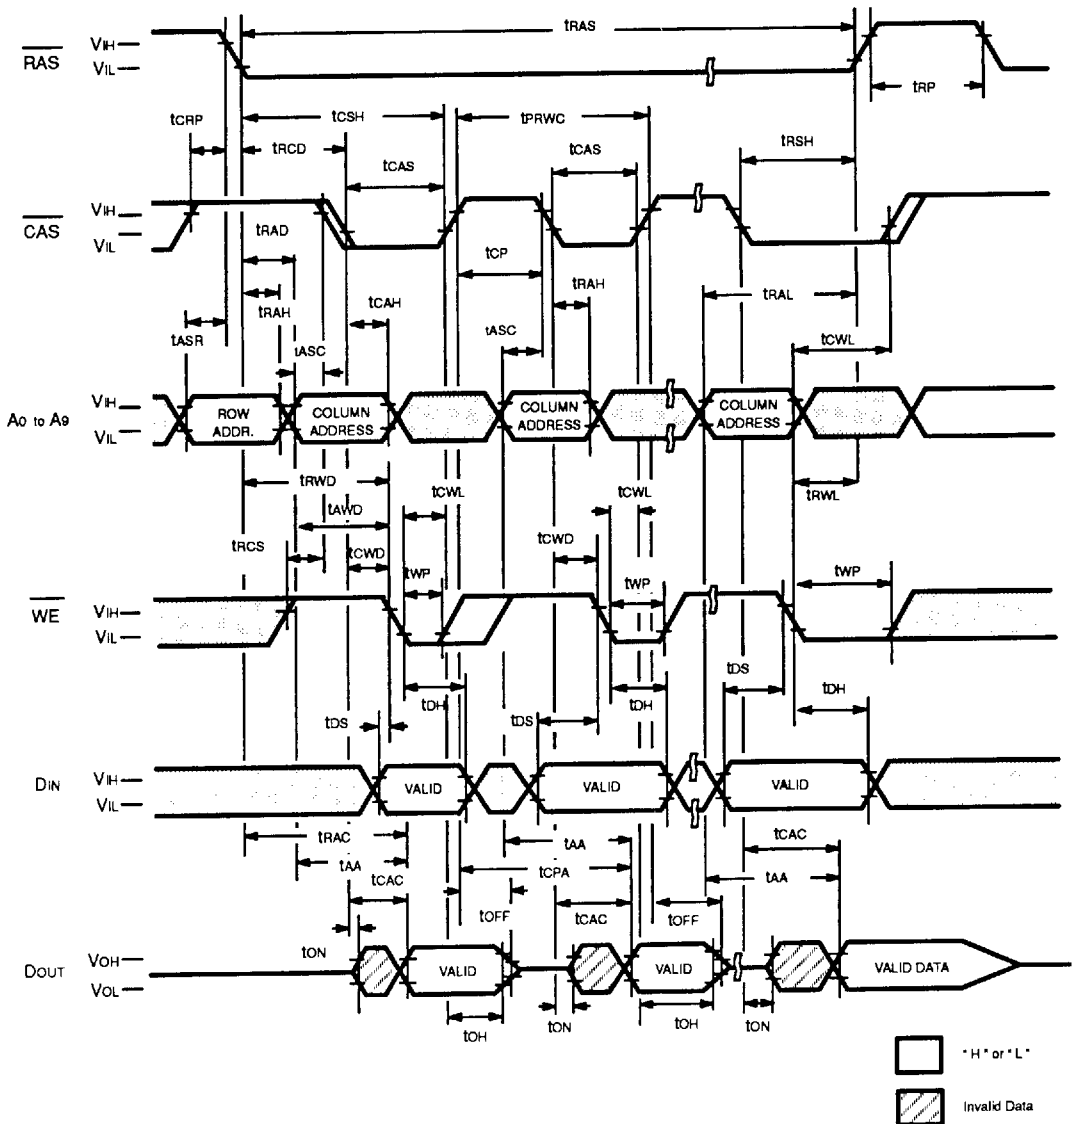 tRAS
RAS VIH
VIL
tRP
tCRP tCSH tPRWC
tRCD tCAS tCAS tRSH
CAS VIH
VIL
tRAD tCP
tRAH tCAH tRAH tRAL
tASR tASC tASC tCWL
A0 to A9 VIH
VIL
ROW ADDR.
COLUMN ADDRESS
COLUMN ADDRESS
COLUMN ADDRESS
tRWD tCWL tCWL tRWL
tAWD
tRCS tCWD tWP tCWD tWP tWP
WE VIH
VIL
tDS tDH tDS tDH tDS tDH
DIN VIH
VIL
VALID VALID VALID
tRAC tAA tCAC
tAA tCPA tAA
tCAC tOFF tCAC tOFF
tON
DOUT VOH
VOL
VALID VALID VALID DATA
tOH tON tOH tON
"H" or "L"
Invalid Data